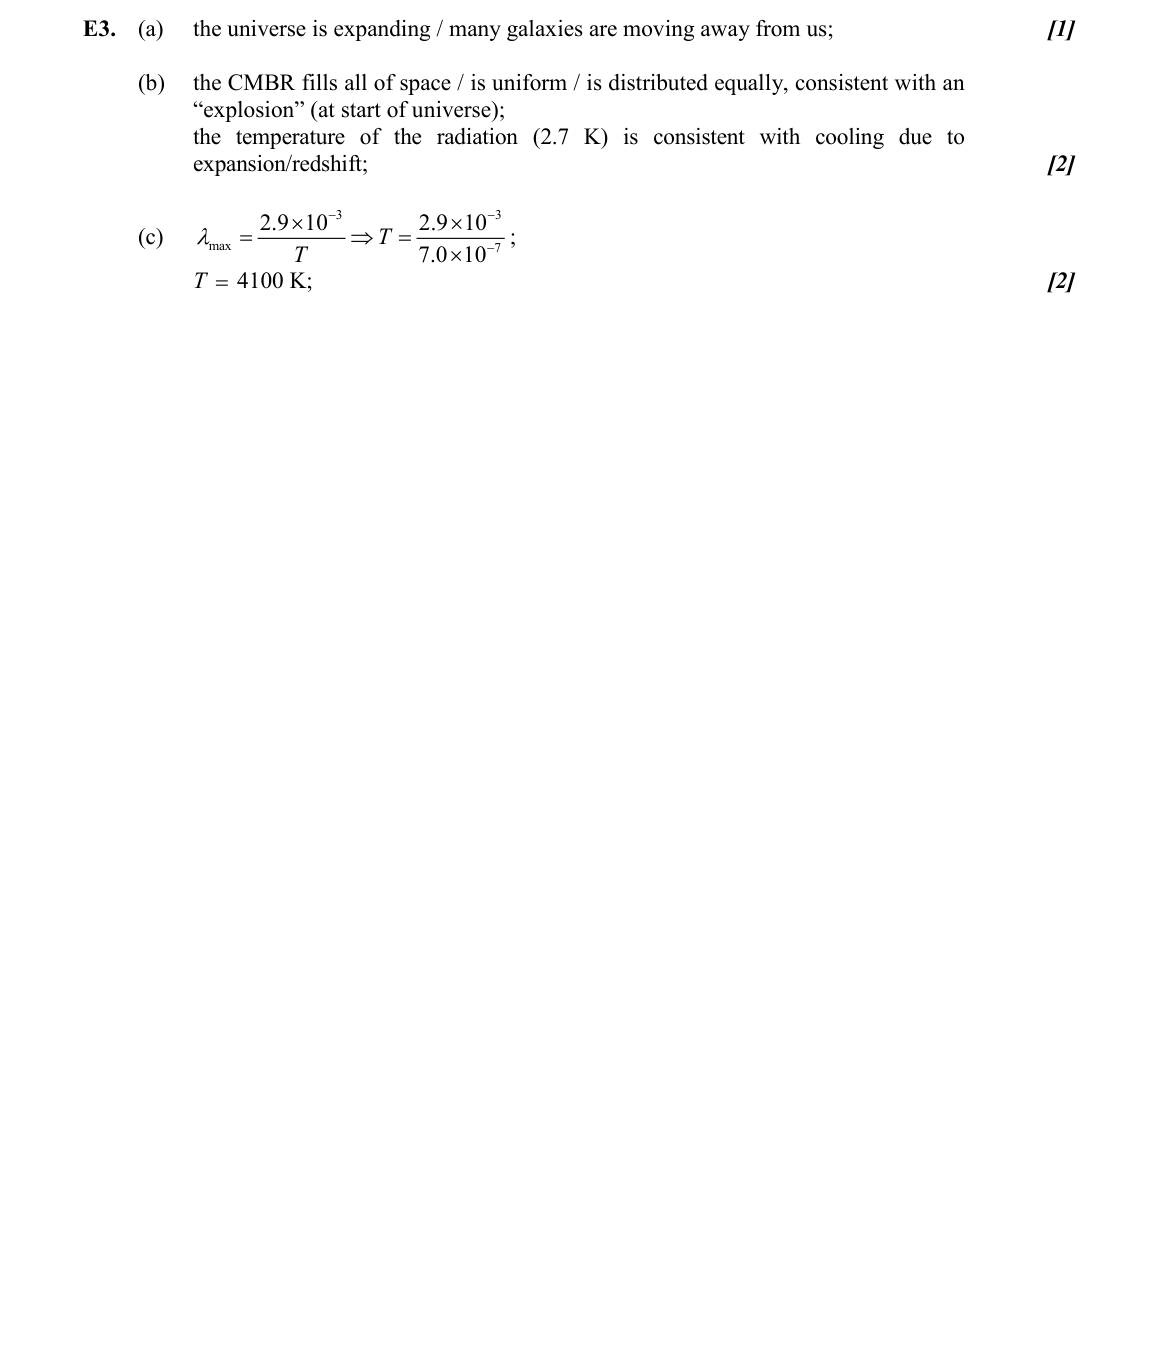 E3. (a) the universe is expanding / many galaxies are moving away from us; [1]
(b) the CMBR fills all of space / is uniform / is distributed equally, consistent with an
“explosion” (at start of universe);
the temperature of the radiation (2.7 K) is consistent with cooling due to
expansion/redshift; [2]
(c) λ_max = 2.9×10⁻³/T ⇒ T = 2.9×10⁻³/7.0×10⁻⁷ ;
T = 4100 K; [2]